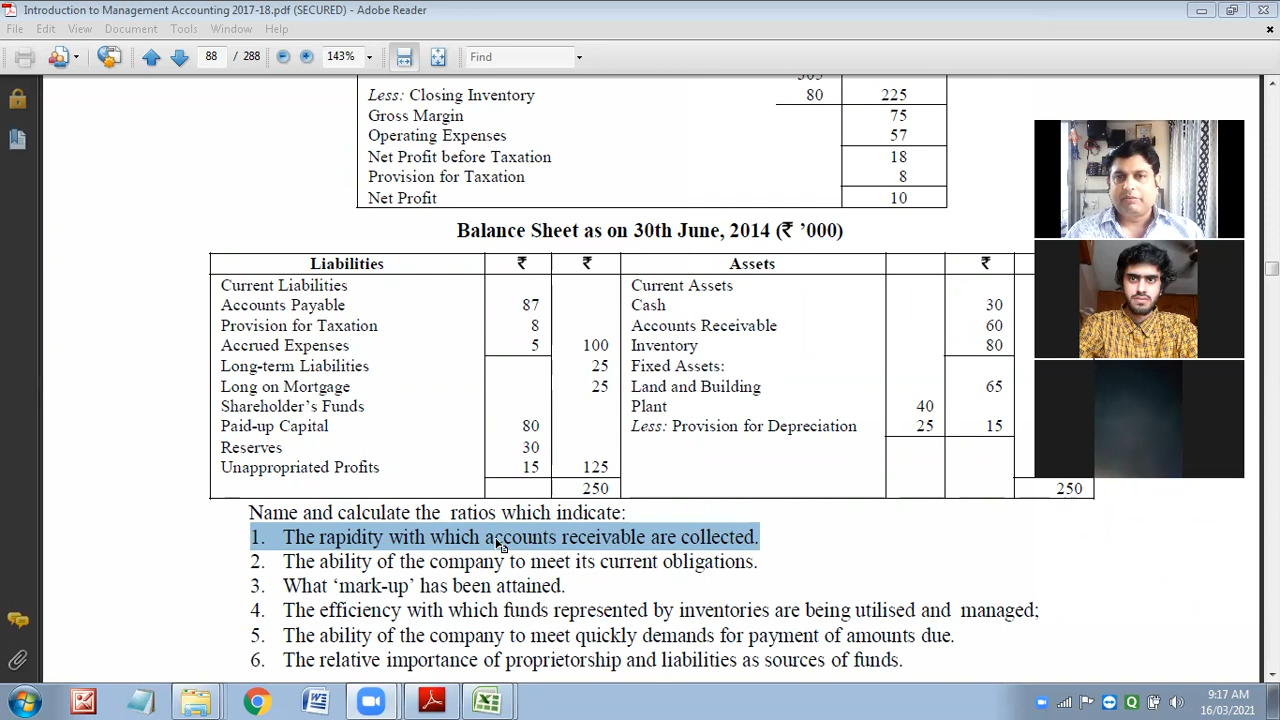 Introduction to Management Accounting 2017-18.pdf (SECURED) - Adobe Reader
File Edit View Document Tools Window Help
88 / 288 143% Find
Less: Closing Inventory 80 225
Gross Margin 75
Operating Expenses 57
Net Profit before Taxation 18
Provision for Taxation 8
Net Profit 10
Balance Sheet as on 30th June, 2014 (₹ ’000)
Liabilities ₹ ₹ Assets ₹
Current Liabilities Current Assets
Accounts Payable 87 Cash 30
Provision for Taxation 8 Accounts Receivable 60
Accrued Expenses 5 100 Inventory 80
Long-term Liabilities 25 Fixed Assets:
Long on Mortgage 25 Land and Building 65
Shareholder’s Funds Plant 40
Paid-up Capital 80 Less: Provision for Depreciation 25 15
Reserves 30
Unappropriated Profits 15 125
250 250
Name and calculate the ratios which indicate:
1. The rapidity with which accounts receivable are collected.
2. The ability of the company to meet its current obligations.
3. What ‘mark-up’ has been attained.
4. The efficiency with which funds represented by inventories are being utilised and managed;
5. The ability of the company to meet quickly demands for payment of amounts due.
6. The relative importance of proprietorship and liabilities as sources of funds.
9:17 AM
16/03/2021